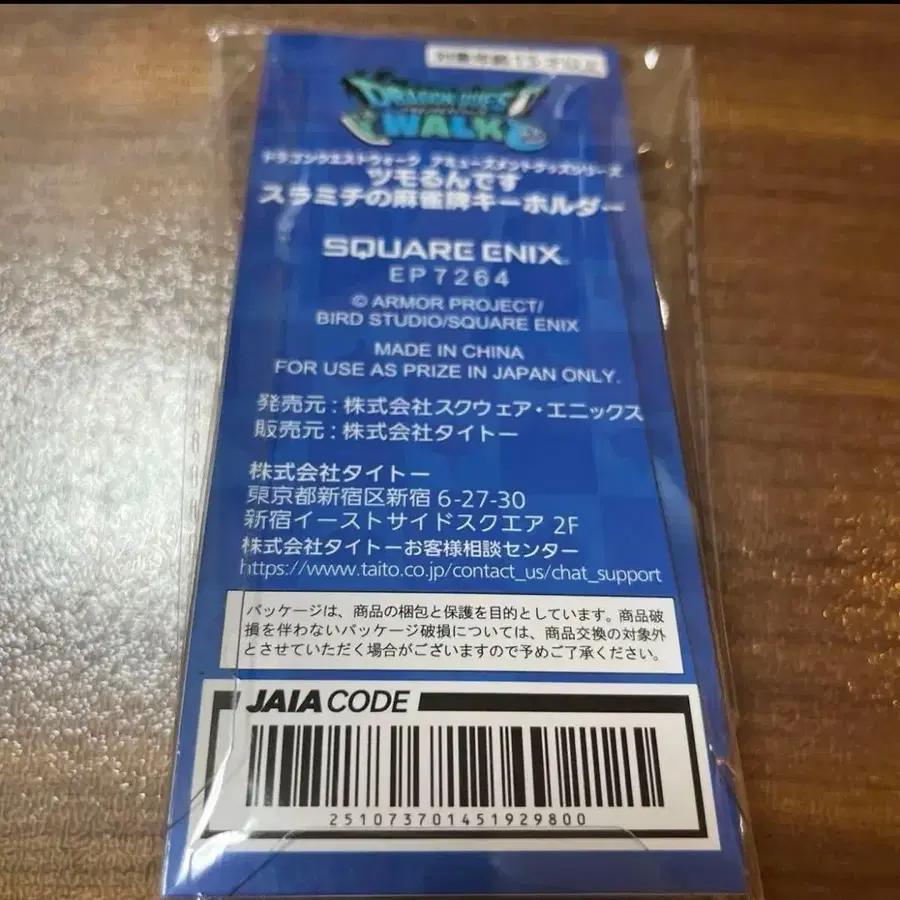 対象年齢15才以上
DRAGON QUEST
WALK
ドラゴンクエストウォーク アミューズメントグッズシリーズ
ツモるんです
スラミチの麻雀牌キーホルダー
SQUARE ENIX
EP7264
© ARMOR PROJECT/
BIRD STUDIO/SQUARE ENIX
MADE IN CHINA
FOR USE AS PRIZE IN JAPAN ONLY.
発売元：株式会社スクウェア・エニックス
販売元：株式会社タイトー
株式会社タイトー
東京都新宿区新宿 6-27-30
新宿イーストサイドスクエア 2F
株式会社タイトーお客様相談センター
https://www.taito.co.jp/contact_us/chat_support
パッケージは、商品の梱包と保護を目的としています。商品破
損を伴わないパッケージ破損については、商品交換の対象外
とさせていただく場合がございますので予めご了承ください。
JAIA CODE
251073701451929800